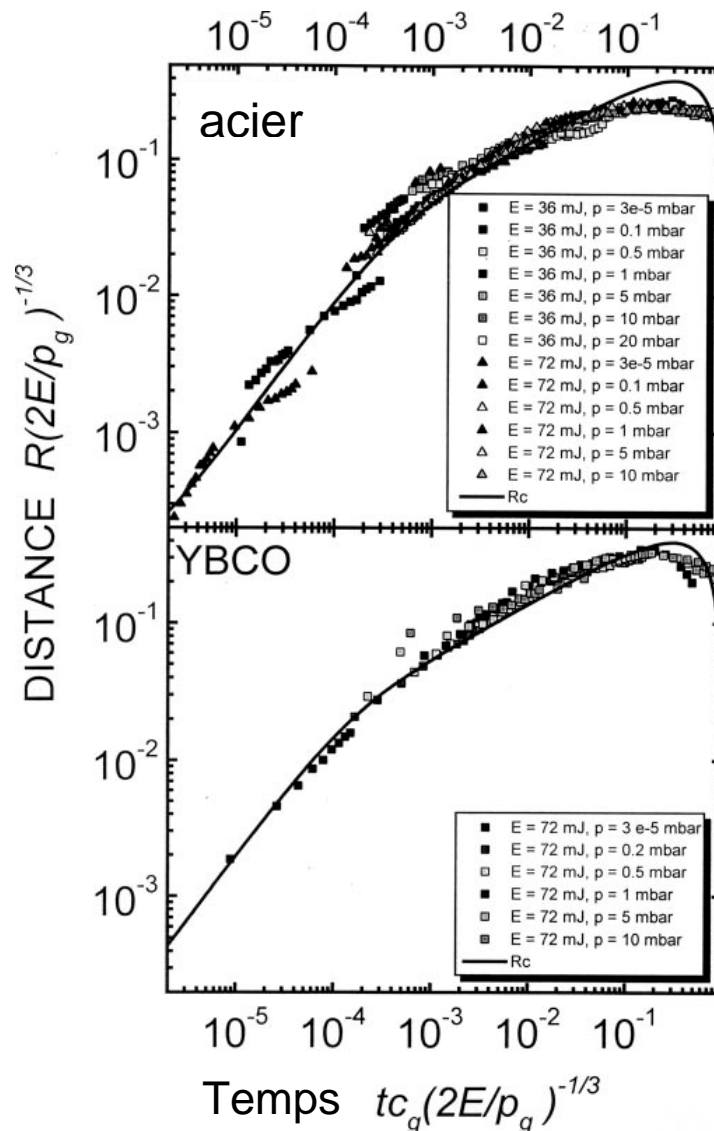 10⁻⁵ 10⁻⁴ 10⁻³ 10⁻² 10⁻¹
acier
10⁻¹
10⁻²
10⁻³
E = 36 mJ, p = 3e-5 mbar
E = 36 mJ, p = 0.1 mbar
E = 36 mJ, p = 0.5 mbar
E = 36 mJ, p = 1 mbar
E = 36 mJ, p = 5 mbar
E = 36 mJ, p = 10 mbar
E = 36 mJ, p = 20 mbar
E = 72 mJ, p = 3e-5 mbar
E = 72 mJ, p = 0.1 mbar
E = 72 mJ, p = 0.5 mbar
E = 72 mJ, p = 1 mbar
E = 72 mJ, p = 5 mbar
E = 72 mJ, p = 10 mbar
Rc
DISTANCE R(2E/p_g)^-1/3
YBCO
10⁻¹
10⁻²
10⁻³
E = 72 mJ, p = 3 e-5 mbar
E = 72 mJ, p = 0.2 mbar
E = 72 mJ, p = 0.5 mbar
E = 72 mJ, p = 1 mbar
E = 72 mJ, p = 5 mbar
E = 72 mJ, p = 10 mbar
Rc
10⁻⁵ 10⁻⁴ 10⁻³ 10⁻² 10⁻¹
Temps tc_g(2E/p_g)^-1/3